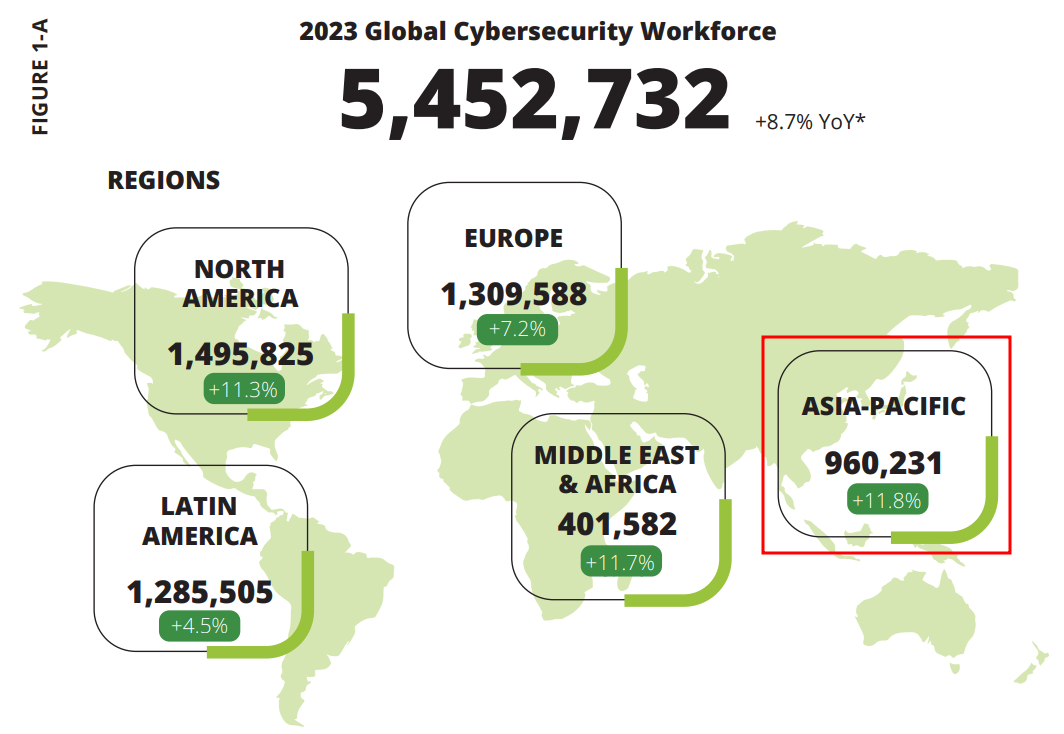 FIGURE 1-A
2023 Global Cybersecurity Workforce
5,452,732
+8.7% YoY*
REGIONS
NORTH
AMERICA
1,495,825
+11.3%
EUROPE
1,309,588
+7.2%
ASIA-PACIFIC
960,231
+11.8%
MIDDLE EAST
& AFRICA
401,582
+11.7%
LATIN
AMERICA
1,285,505
+4.5%